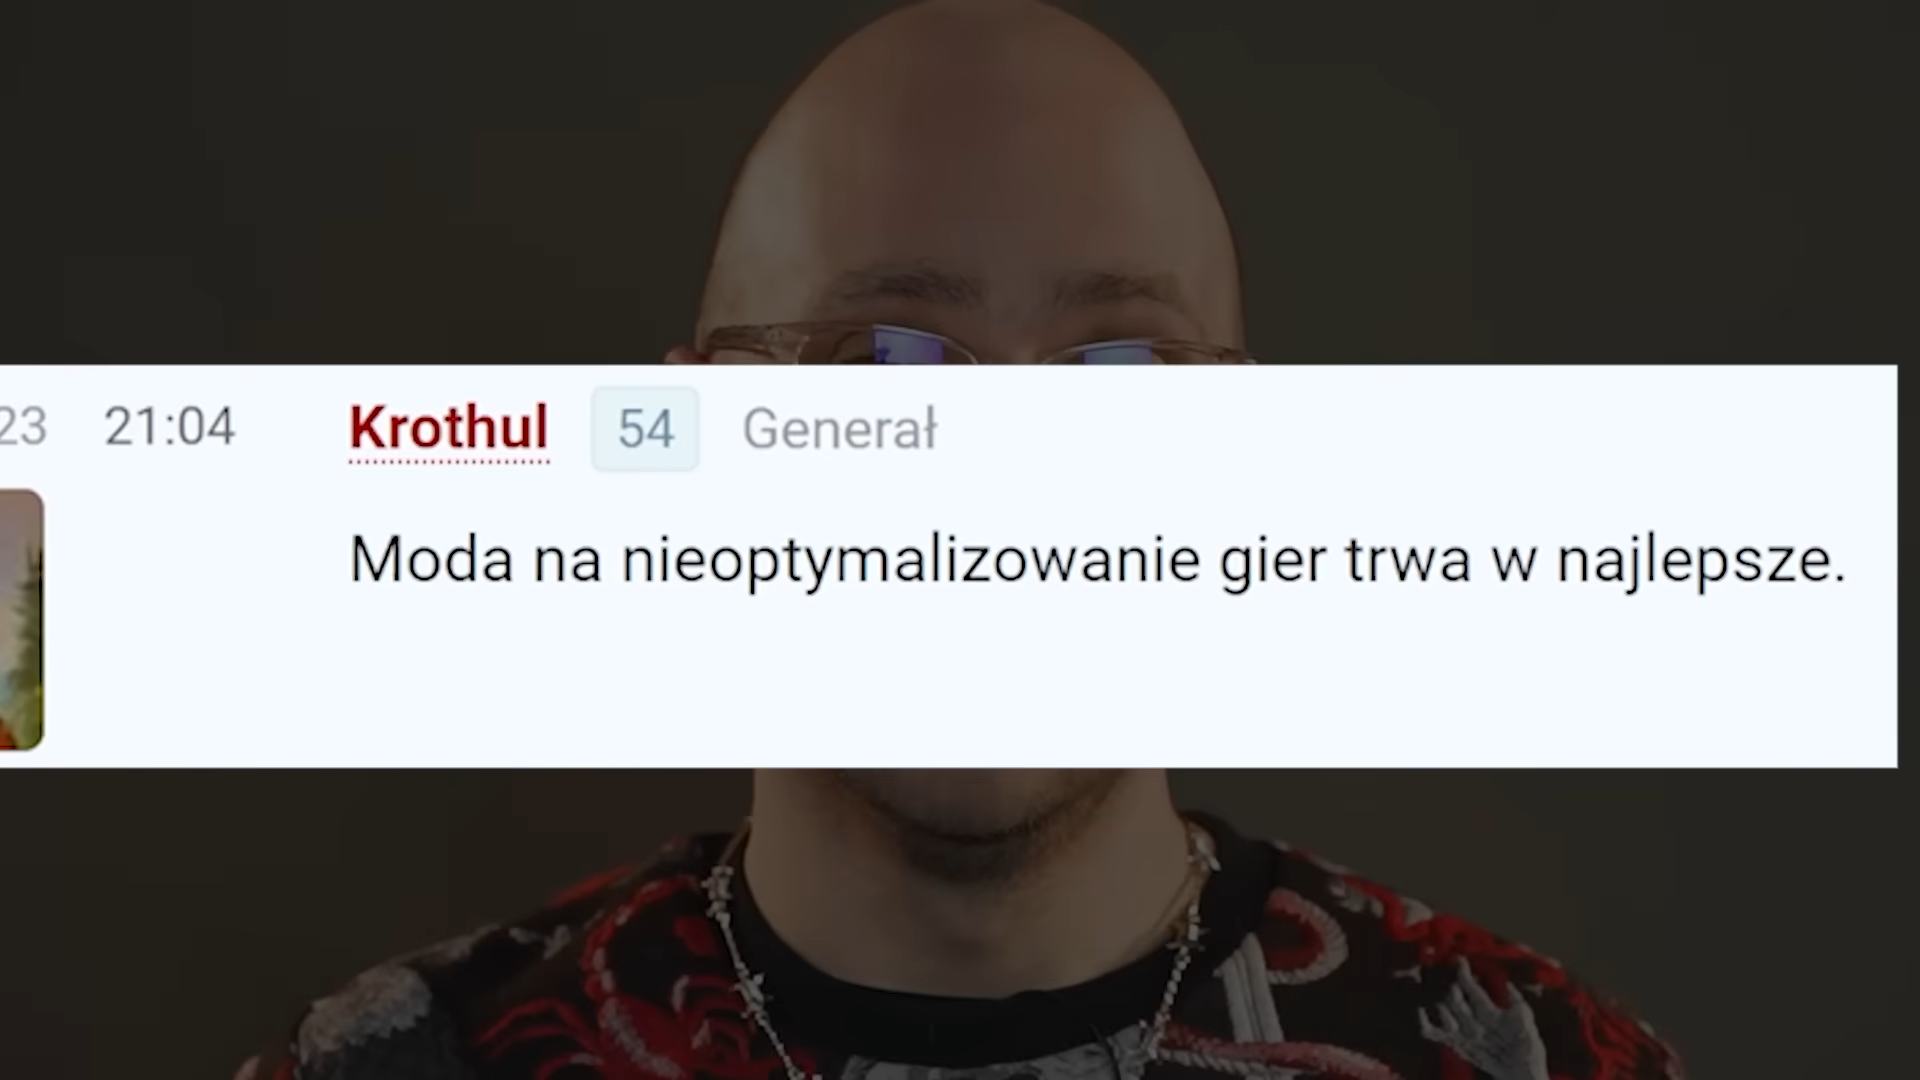 23 21:04 Krothul 54 Generał
Moda na nieoptymalizowanie gier trwa w najlepsze.